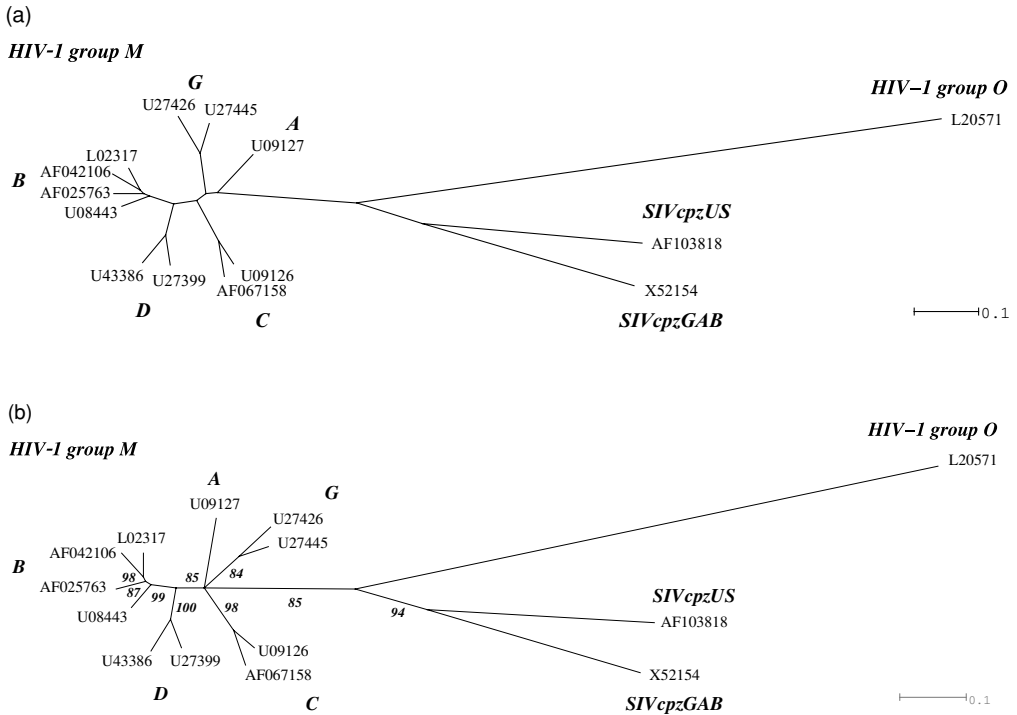 (a)
HIV-1 group M
G
U27426
U27445
HIV−1 group O
L20571
A
U09127
L02317
AF042106
B
AF025763
U08443
SIVcpzUS
AF103818
U43386
U27399
U09126
AF067158
X52154
D
C
SIVcpzGAB
0.1
(b)
HIV-1 group M
HIV−1 group O
L20571
A
U09127
G
U27426
U27445
L02317
AF042106
B
98
85
84
AF025763
87
99
U08443
100
98
85
94
SIVcpzUS
AF103818
U43386
U27399
U09126
AF067158
X52154
D
C
SIVcpzGAB
0.1